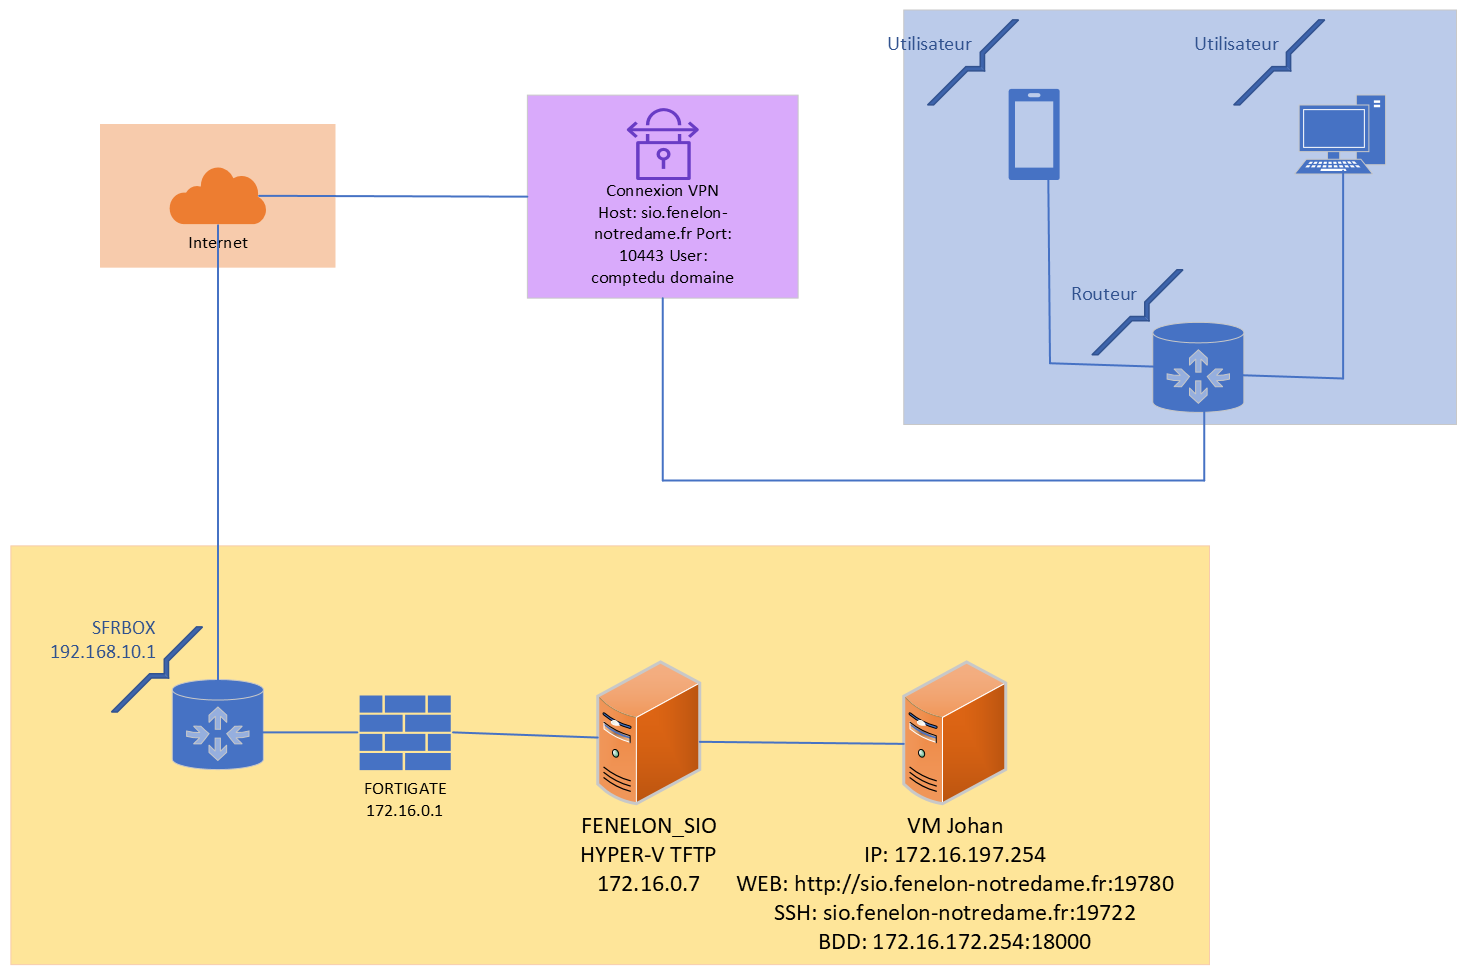 Utilisateur
Utilisateur
Connexion VPN
Host: sio.fenelon-
notredame.fr Port:
10443 User:
comptedu domaine
Internet
Routeur
SFRBOX
192.168.10.1
FORTIGATE
172.16.0.1
FENELON_SIO
HYPER-V TFTP
172.16.0.7
VM Johan
IP: 172.16.197.254
WEB: http://sio.fenelon-notredame.fr:19780
SSH: sio.fenelon-notredame.fr:19722
BDD: 172.16.172.254:18000